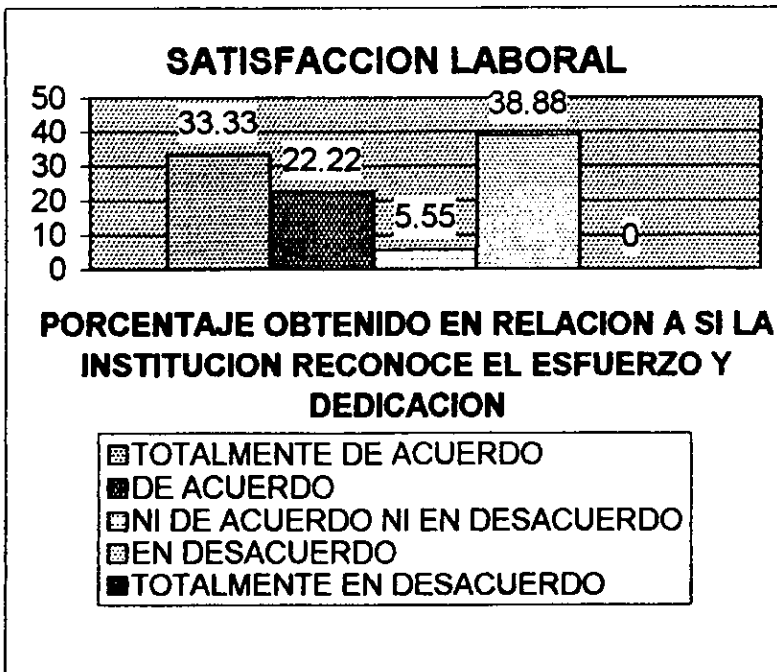 SATISFACCION LABORAL
50
40
30
20
10
0
33.33
22.22
5.55
38.88
0
PORCENTAJE OBTENIDO EN RELACION A SI LA
INSTITUCION RECONOCE EL ESFUERZO Y
DEDICACION
TOTALMENTE DE ACUERDO
DE ACUERDO
NI DE ACUERDO NI EN DESACUERDO
EN DESACUERDO
TOTALMENTE EN DESACUERDO